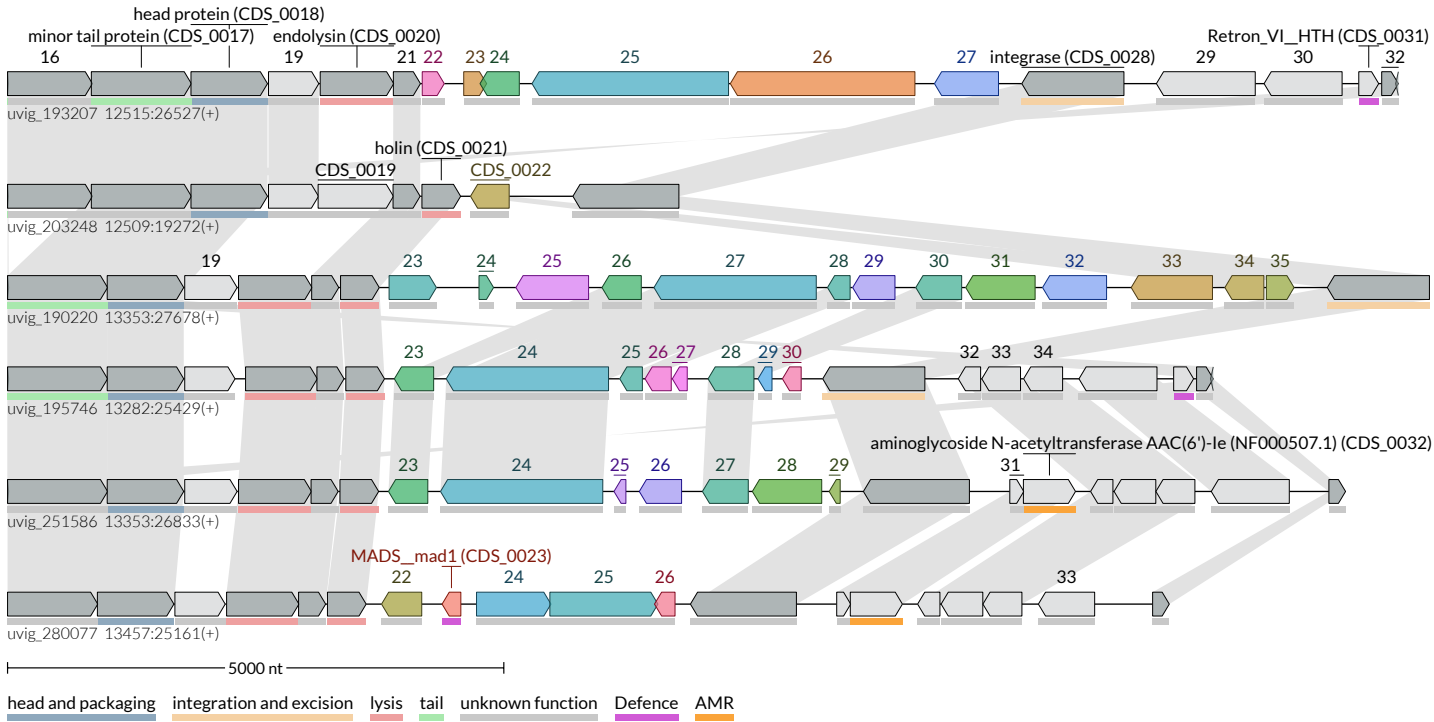 head protein (CDS_0018)
minor tail protein (CDS_0017) endolysin (CDS_0020) Retron_VI__HTH (CDS_0031)
16 19 21 22 23 24 25 26 27 integrase (CDS_0028) 29 30 32
uvig_193207 12515:26527(+)
holin (CDS_0021)
CDS_0019 CDS_0022
uvig_203248 12509:19272(+)
19 23 24 25 26 27 28 29 30 31 32 33 34 35
uvig_190220 13353:27678(+)
23 24 25 26 27 28 29 30 32 33 34
uvig_195746 13282:25429(+)
aminoglycoside N-acetyltransferase AAC(6')-Ie (NF000507.1) (CDS_0032)
23 24 25 26 27 28 29 31
uvig_251586 13353:26833(+)
MADS__mad1 (CDS_0023)
22 24 25 26 33
uvig_280077 13457:25161(+)
5000 nt
head and packaging integration and excision lysis tail unknown function Defence AMR